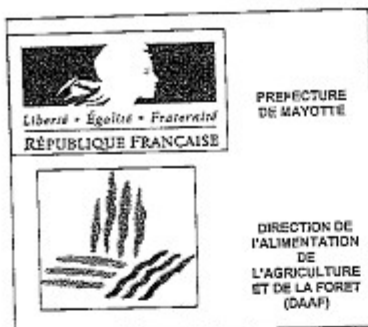 PREFECTURE
DE MAYOTTE
Liberté • Égalité • Fraternité
RÉPUBLIQUE FRANÇAISE
DIRECTION DE
l'ALIMENTATION
DE
L'AGRICULTURE
ET DE LA FORET
(DAAF)